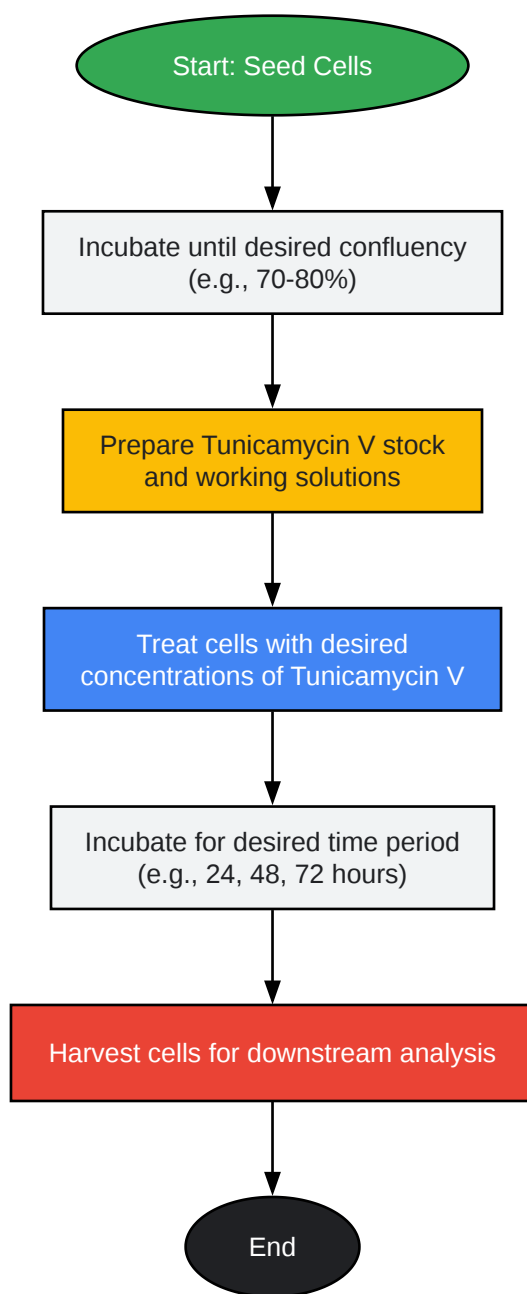 Start: Seed Cells
Incubate until desired confluency
(e.g., 70-80%)
Prepare Tunicamycin V stock
and working solutions
Treat cells with desired
concentrations of Tunicamycin V
Incubate for desired time period
(e.g., 24, 48, 72 hours)
Harvest cells for downstream analysis
End